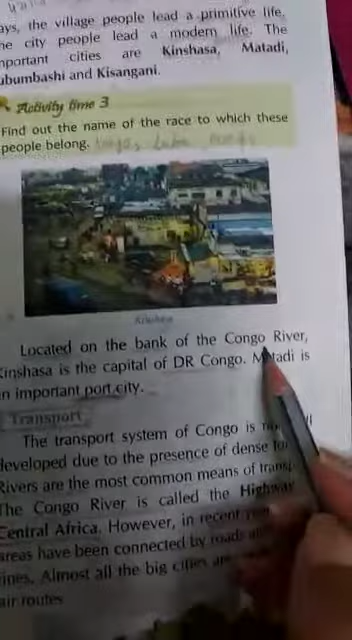 ays, the village people lead a primitive life,
he city people lead a modern life. The
mportant cities are Kinshasa, Matadi,
ubumbashi and Kisangani.
Activity time 3
Find out the name of the race to which these
people belong.
Kinshasa
Located on the bank of the Congo River,
Kinshasa is the capital of DR Congo. Matadi is
an important port city.
Transport
The transport system of Congo is
developed due to the presence of dense
Rivers are the most common means of
The Congo River is called the Highway
Central Africa. However, in recent
areas have been connected by roads
ines. Almost all the big cities are
air routes